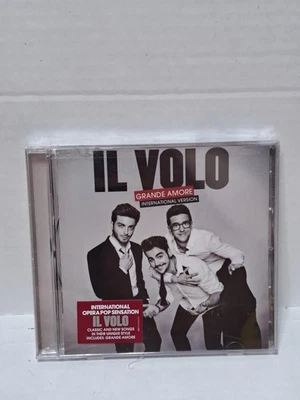 IL VOLO
GRANDE AMORE
INTERNATIONAL VERSION
INTERNATIONAL
OPERA POP SENSATION
IL VOLO
CLASSIC AND NEW SONGS
IN THEIR UNIQUE STYLE
INCLUDES: GRANDE AMORE